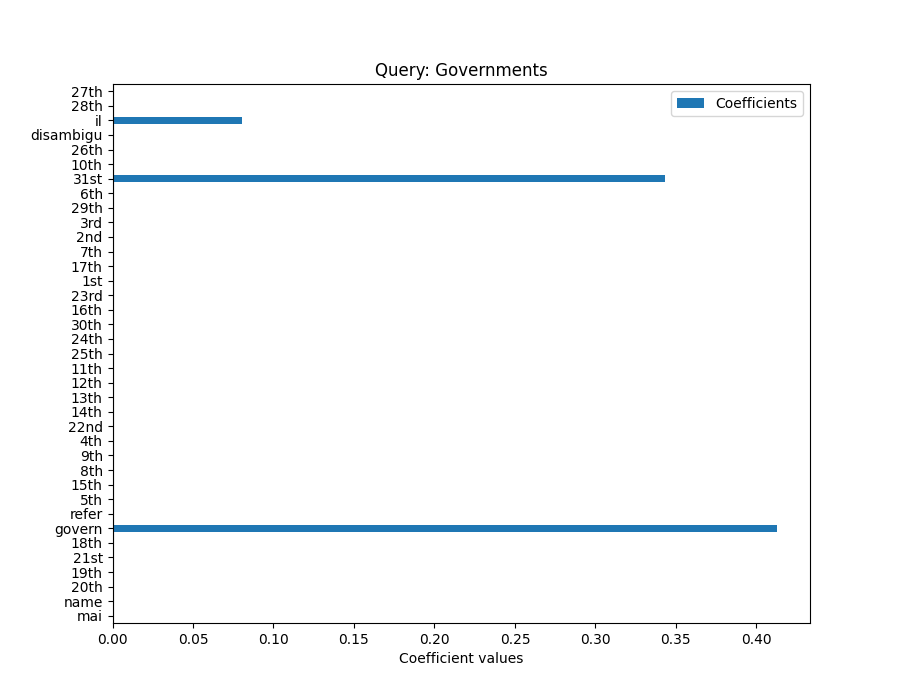 Query: Governments
Coefficients
27th
28th
il
disambigu
26th
10th
31st
6th
29th
3rd
2nd
7th
17th
1st
23rd
16th
30th
24th
25th
11th
12th
13th
14th
22nd
4th
9th
8th
15th
5th
refer
govern
18th
21st
19th
20th
name
mai
0.00 0.05 0.10 0.15 0.20 0.25 0.30 0.35 0.40
Coefficient values